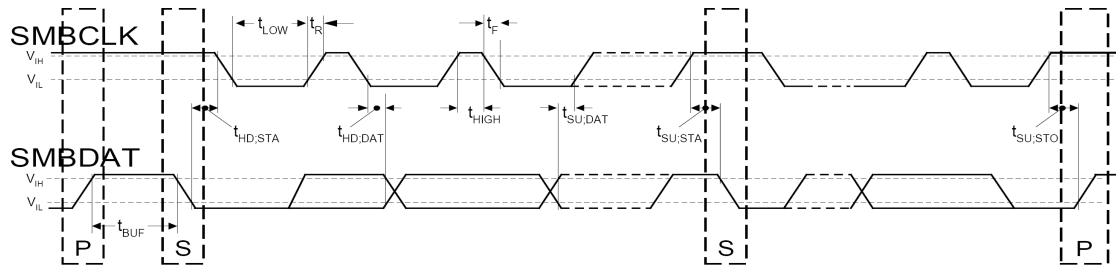 t_LOW t_R t_F
SMBCLK
V_IH
V_IL
t_HD;STA t_HD;DAT t_HIGH t_SU;DAT t_SU;STA t_SU;STO
SMBDAT
V_IH
V_IL
t_BUF
P S S P